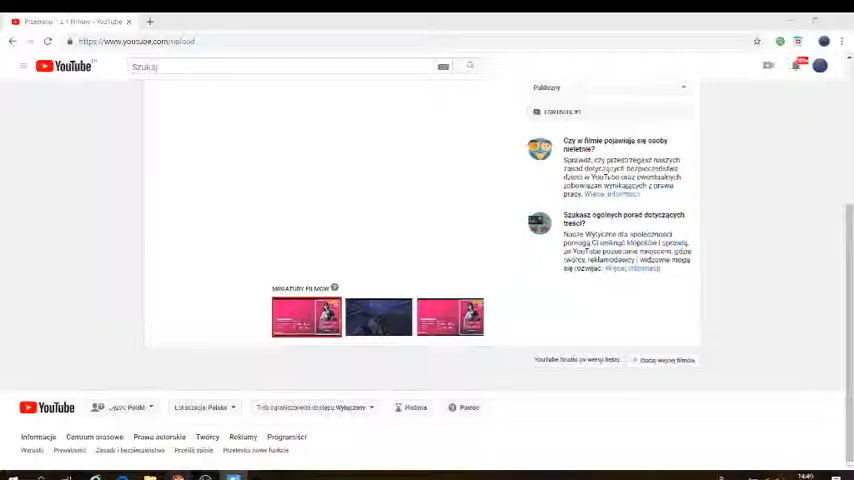 YouTube
https://www.youtube.com/upload
YouTube PL
Szukaj
99+
Publiczny
FORTNITE #1
Czy w filmie pojawiają się osoby
nieletnie?
Sprawdź, czy przestrzegasz naszych
zasad dotyczących bezpieczeństwa
dzieci w YouTube oraz ewentualnych
zobowiązań wynikających z prawa
pracy. Więcej informacji
Szukasz ogólnych porad dotyczących
treści?
Nasze Wytyczne dla społeczności
pomogą Ci uniknąć kłopotów i sprawią,
że YouTube pozostanie miejscem, gdzie
twórcy, reklamodawcy i widzowie mogą
się rozwijać. Więcej informacji
MINIATURY FILMÓW
YouTube Studio (w wersji beta)
+ Dodaj więcej filmów
YouTube
Język: Polski
Lokalizacja: Polska
Tryb ograniczonego dostępu: Wyłączony
Historia
Pomoc
Informacje Centrum prasowe Prawa autorskie Twórcy Reklamy Programiści
Warunki Prywatność Zasady i bezpieczeństwo Prześlij opinię Przetestuj nowe funkcje
14:49